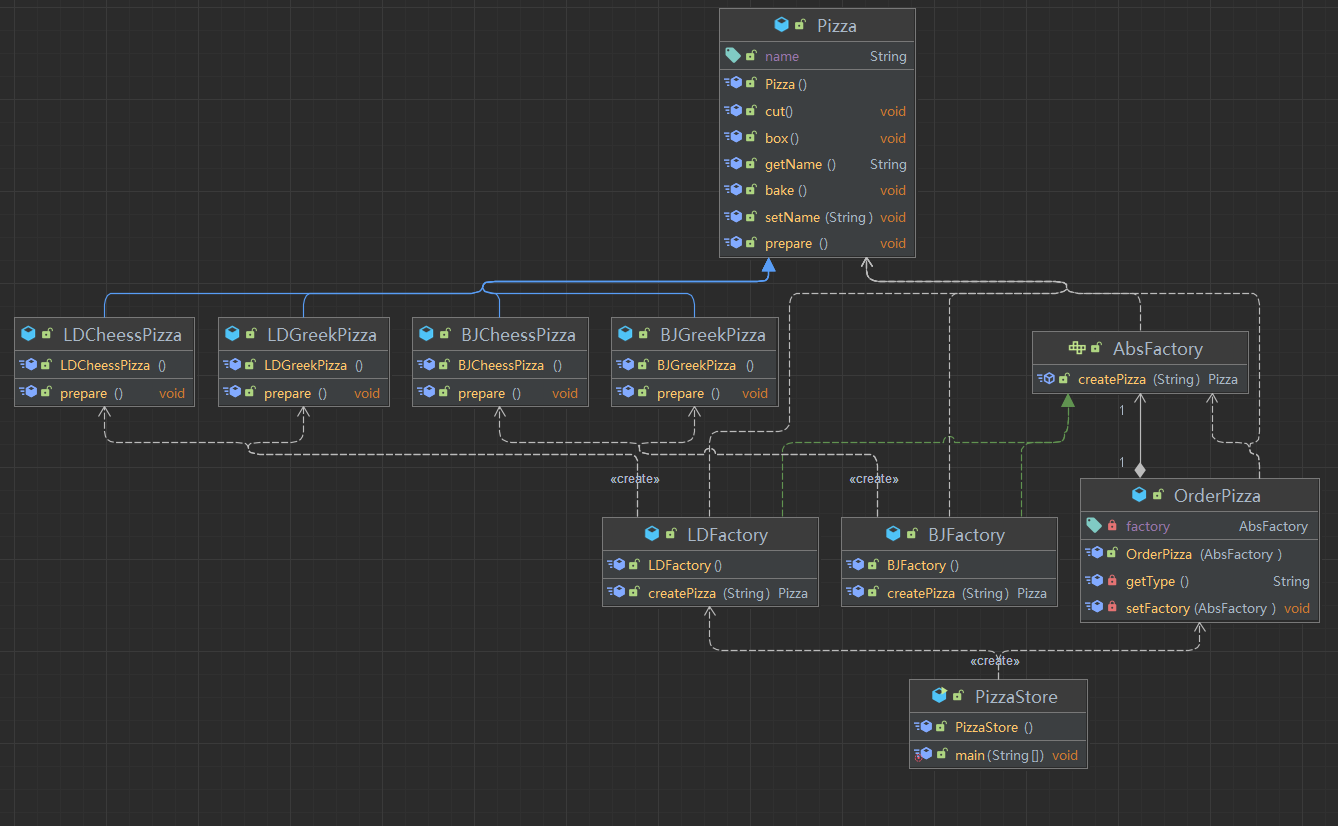 Pizza
name String
Pizza ()
cut() void
box () void
getName () String
bake () void
setName (String) void
prepare () void
LDCheessPizza
LDCheessPizza ()
prepare () void
LDGreekPizza
LDGreekPizza ()
prepare () void
BJCheessPizza
BJCheessPizza ()
prepare () void
BJGreekPizza
BJGreekPizza ()
prepare () void
AbsFactory
createPizza (String) Pizza
1
1
«create»
«create»
LDFactory
LDFactory ()
createPizza (String) Pizza
BJFactory
BJFactory ()
createPizza (String) Pizza
OrderPizza
factory AbsFactory
OrderPizza (AbsFactory )
getType () String
setFactory (AbsFactory ) void
«create»
PizzaStore
PizzaStore ()
main (String []) void